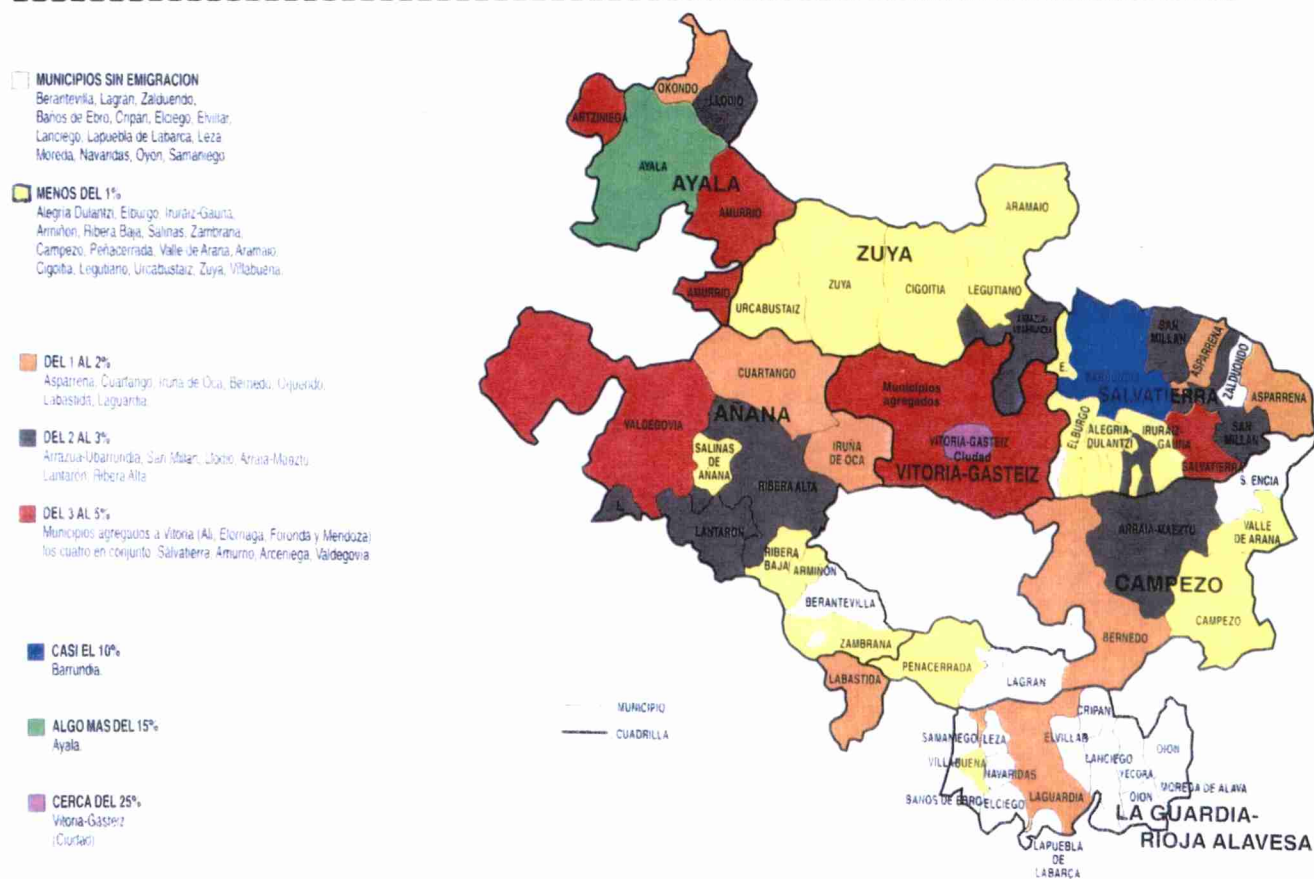 MUNICIPIOS SIN EMIGRACION
Berantevilla, Lagran, Zalduendo,
Baños de Ebro, Cripan, Elciego, Elvillar,
Lanciego, Lapuebla de Labarca, Leza
Moreda, Navaridas, Oyon, Samaniego
MENOS DEL 1%
Alegria Dulantzi, Elburgo, Iruraiz-Gauna,
Armiñon, Ribera Baja, Salinas, Zambrana,
Campezo, Peñacerrada, Valle de Arana, Aramaio,
Cigoitia, Legutiano, Urcabustaiz, Zuya, Villabuena.
DEL 1 AL 2%
Asparrena, Cuartango, Iruna de Oca, Bernedo,
Labastida, Laguardia.
DEL 2 AL 3%
Arrazua-Ubarrundia, San Millan, Llodio, Arraia-Maeztu
Lantaron, Ribera Alta
DEL 3 AL 5%
Municipios agregados a Vitoria (Ali, Elorriaga, Foronda y Mendoza)
los cuatro en conjunto. Salvatierra, Amurrio, Arceniega, Valdegovia.
CASI EL 10%
Barrundia.
ALGO MAS DEL 15%
Ayala.
CERCA DEL 25%
Vitoria-Gasteiz
(Ciudad)
MUNICIPIO
CUADRILLA
OKONDO
LLODIO
ARTZINIEGA
AYALA
AYALA
AMURRIO
AMURRIO
ARAMAIO
ZUYA
ZUYA
CIGOITIA
LEGUTIANO
URCABUSTAIZ
E.
BARRUNDIA
SAN
MILLAN
ASPARRENA
ZALDUONDO
ASPARRENA
SALVATIERRA
CUARTANGO
Municipios
agregados
VALDEGOVIA
AÑANA
SALINAS
DE
ANANA
IRUNA
DE OCA
VITORIA-GASTEIZ
Ciudad
VITORIA-GASTEIZ
ELBURGO
ALEGRIA-
DULANTZI
IRURAIZ-
GAUNA
SAN
MILLAN
SALVATIERRA
S. ENCIA
RIBERA ALTA
L.
LANTARON
ARRAIA-MAEZTU
VALLE
DE ARANA
RIBERA
BAJA
ARMIÑON
BERANTEVILLA
CAMPEZO
CAMPEZO
ZAMBRANA
BERNEDO
PENACERRADA
LABASTIDA
LAGRAN
CRIPAN
SAMANIEGO
LEZA
ELVILLAR
OION
VILLABUENA
LANCIEGO
NAVARIDAS
YECORA
MOREDA DE ALAVA
BANOS DE EBRO
ELCIEGO
LAGUARDIA
OION
LA GUARDIA-
RIOJA ALAVESA
LAPUEBLA
DE
LABARCA